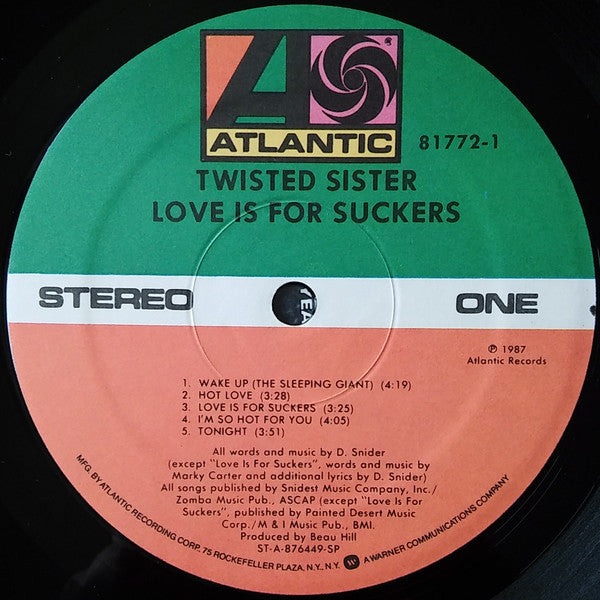 ATLANTIC
81772-1
TWISTED SISTER
LOVE IS FOR SUCKERS
STEREO
ONE
℗ 1987
Atlantic Records
1. WAKE UP (THE SLEEPING GIANT) (4:19)
2. HOT LOVE (3:28)
3. LOVE IS FOR SUCKERS (3:25)
4. I'M SO HOT FOR YOU (4:05)
5. TONIGHT (3:51)
All words and music by D. Snider
(except "Love Is For Suckers", words and music by
Marky Carter and additional lyrics by D. Snider)
All songs published by Snidest Music Company, Inc./
Zomba Music Pub., ASCAP (except "Love Is For
Suckers", published by Painted Desert Music
Corp./M & I Music Pub., BMI.
Produced by Beau Hill
ST-A-876449-SP
MFG. BY ATLANTIC RECORDING CORP., 75 ROCKEFELLER PLAZA, N.Y., N.Y. A WARNER COMMUNICATIONS COMPANY